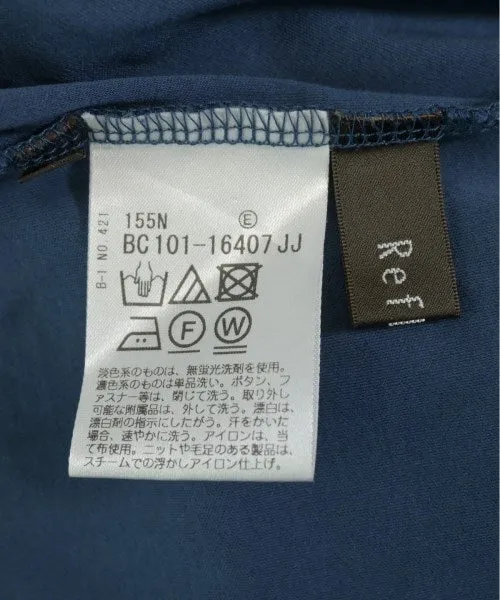 B-1 NO.421
155N Ⓔ
BC101-16407JJ
F W
淡色系のものは、無蛍光洗剤を使用。
濃色系のものは単品洗い。ボタン、フ
ァスナー等は、閉じて洗う。取り外し
可能な附属品は、外して洗う。漂白は、
漂白剤の指示にしたがう。汗をかいた
場合、速やかに洗う。アイロンは、当
て布使用。ニットや毛足のある製品は、
スチームでの浮かしアイロン仕上げ。
Ref